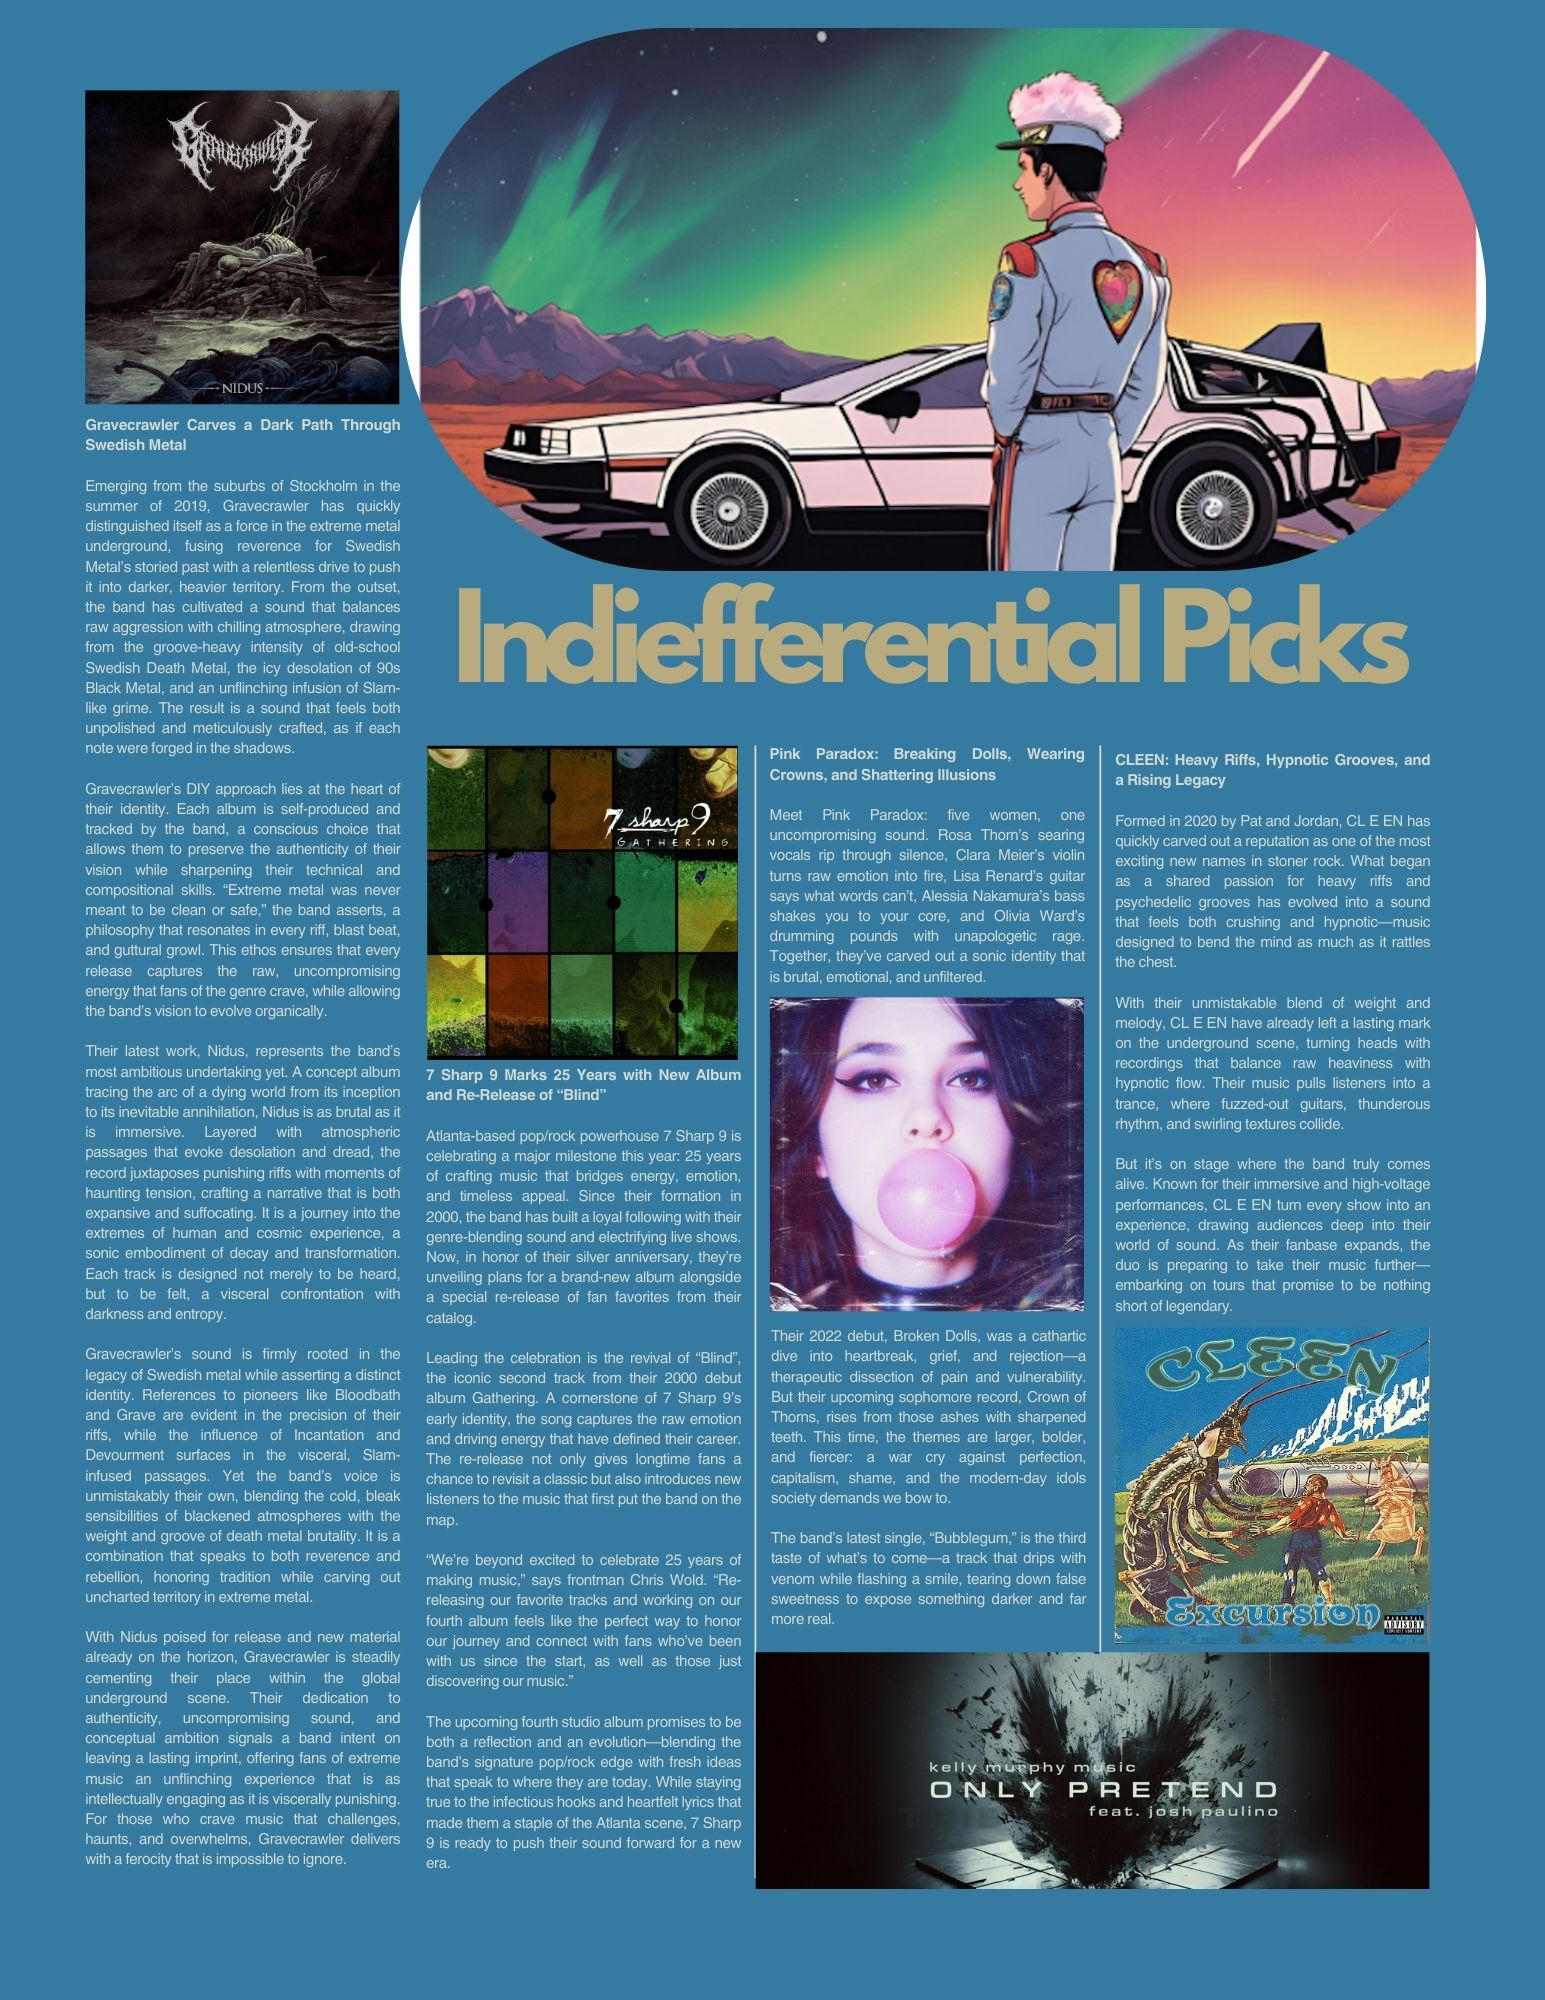 GRAVECRAWLER
NIDUS
Gravecrawler Carves a Dark Path Through
Swedish Metal
Emerging from the suburbs of Stockholm in the
summer of 2019, Gravecrawler has quickly
distinguished itself as a force in the extreme metal
underground, fusing reverence for Swedish
Metal's storied past with a relentless drive to push
it into darker, heavier territory. From the outset,
the band has cultivated a sound that balances
raw aggression with chilling atmosphere, drawing
from the groove-heavy intensity of old-school
Swedish Death Metal, the icy desolation of 90s
Black Metal, and an unflinching infusion of Slam-
like grime. The result is a sound that feels both
unpolished and meticulously crafted, as if each
note were forged in the shadows.
Gravecrawler's DIY approach lies at the heart of
their identity. Each album is self-produced and
tracked by the band, a conscious choice that
allows them to preserve the authenticity of their
vision while sharpening their technical and
compositional skills. “Extreme metal was never
meant to be clean or safe,” the band asserts, a
philosophy that resonates in every riff, blast beat,
and guttural growl. This ethos ensures that every
release captures the raw, uncompromising
energy that fans of the genre crave, while allowing
the band's vision to evolve organically.
Their latest work, Nidus, represents the band's
most ambitious undertaking yet. A concept album
tracing the arc of a dying world from its inception
to its inevitable annihilation, Nidus is as brutal as it
is immersive. Layered with atmospheric
passages that evoke desolation and dread, the
record juxtaposes punishing riffs with moments of
haunting tension, crafting a narrative that is both
expansive and suffocating. It is a journey into the
extremes of human and cosmic experience, a
sonic embodiment of decay and transformation.
Each track is designed not merely to be heard,
but to be felt, a visceral confrontation with
darkness and entropy.
Gravecrawler's sound is firmly rooted in the
legacy of Swedish metal while asserting a distinct
identity. References to pioneers like Bloodbath
and Grave are evident in the precision of their
riffs, while the influence of Incantation and
Devourment surfaces in the visceral, Slam-
infused passages. Yet the band's voice is
unmistakably their own, blending the cold, bleak
sensibilities of blackened atmospheres with the
weight and groove of death metal brutality. It is a
combination that speaks to both reverence and
rebellion, honoring tradition while carving out
uncharted territory in extreme metal.
With Nidus poised for release and new material
already on the horizon, Gravecrawler is steadily
cementing their place within the global
underground scene. Their dedication to
authenticity, uncompromising sound, and
conceptual ambition signals a band intent on
leaving a lasting imprint, offering fans of extreme
music an unflinching experience that is as
intellectually engaging as it is viscerally punishing.
For those who crave music that challenges,
haunts, and overwhelms, Gravecrawler delivers
with a ferocity that is impossible to ignore.
Indiefferential Picks
7 sharp 9
GATHERING
7 Sharp 9 Marks 25 Years with New Album
and Re-Release of “Blind”
Atlanta-based pop/rock powerhouse 7 Sharp 9 is
celebrating a major milestone this year: 25 years
of crafting music that bridges energy, emotion,
and timeless appeal. Since their formation in
2000, the band has built a loyal following with their
genre-blending sound and electrifying live shows.
Now, in honor of their silver anniversary, they're
unveiling plans for a brand-new album alongside
a special re-release of fan favorites from their
catalog.
Leading the celebration is the revival of “Blind”,
the iconic second track from their 2000 debut
album Gathering. A cornerstone of 7 Sharp 9's
early identity, the song captures the raw emotion
and driving energy that have defined their career.
The re-release not only gives longtime fans a
chance to revisit a classic but also introduces new
listeners to the music that first put the band on the
map.
“We're beyond excited to celebrate 25 years of
making music,” says frontman Chris Wold. “Re-
releasing our favorite tracks and working on our
fourth album feels like the perfect way to honor
our journey and connect with fans who've been
with us since the start, as well as those just
discovering our music.”
The upcoming fourth studio album promises to be
both a reflection and an evolution—blending the
band's signature pop/rock edge with fresh ideas
that speak to where they are today. While staying
true to the infectious hooks and heartfelt lyrics that
made them a staple of the Atlanta scene, 7 Sharp
9 is ready to push their sound forward for a new
era.
Pink Paradox: Breaking Dolls, Wearing
Crowns, and Shattering Illusions
Meet Pink Paradox: five women, one
uncompromising sound. Rosa Thorn's searing
vocals rip through silence, Clara Meier's violin
turns raw emotion into fire, Lisa Renard's guitar
says what words can't, Alessia Nakamura's bass
shakes you to your core, and Olivia Ward's
drumming pounds with unapologetic rage.
Together, they've carved out a sonic identity that
is brutal, emotional, and unfiltered.
Their 2022 debut, Broken Dolls, was a cathartic
dive into heartbreak, grief, and rejection—a
therapeutic dissection of pain and vulnerability.
But their upcoming sophomore record, Crown of
Thorns, rises from those ashes with sharpened
teeth. This time, the themes are larger, bolder,
and fiercer: a war cry against perfection,
capitalism, shame, and the modern-day idols
society demands we bow to.
The band's latest single, “Bubblegum,” is the third
taste of what's to come—a track that drips with
venom while flashing a smile, tearing down false
sweetness to expose something darker and far
more real.
CLEEN: Heavy Riffs, Hypnotic Grooves, and
a Rising Legacy
Formed in 2020 by Pat and Jordan, CL E EN has
quickly carved out a reputation as one of the most
exciting new names in stoner rock. What began
as a shared passion for heavy riffs and
psychedelic grooves has evolved into a sound
that feels both crushing and hypnotic—music
designed to bend the mind as much as it rattles
the chest.
With their unmistakable blend of weight and
melody, CL E EN have already left a lasting mark
on the underground scene, turning heads with
recordings that balance raw heaviness with
hypnotic flow. Their music pulls listeners into a
trance, where fuzzed-out guitars, thunderous
rhythm, and swirling textures collide.
But it's on stage where the band truly comes
alive. Known for their immersive and high-voltage
performances, CL E EN turn every show into an
experience, drawing audiences deep into their
world of sound. As their fanbase expands, the
duo is preparing to take their music further—
embarking on tours that promise to be nothing
short of legendary.
CLEEN
Excursion
PARENTAL
ADVISORY
EXPLICIT CONTENT
kelly murphy music
ONLY PRETEND
feat. josh paulino